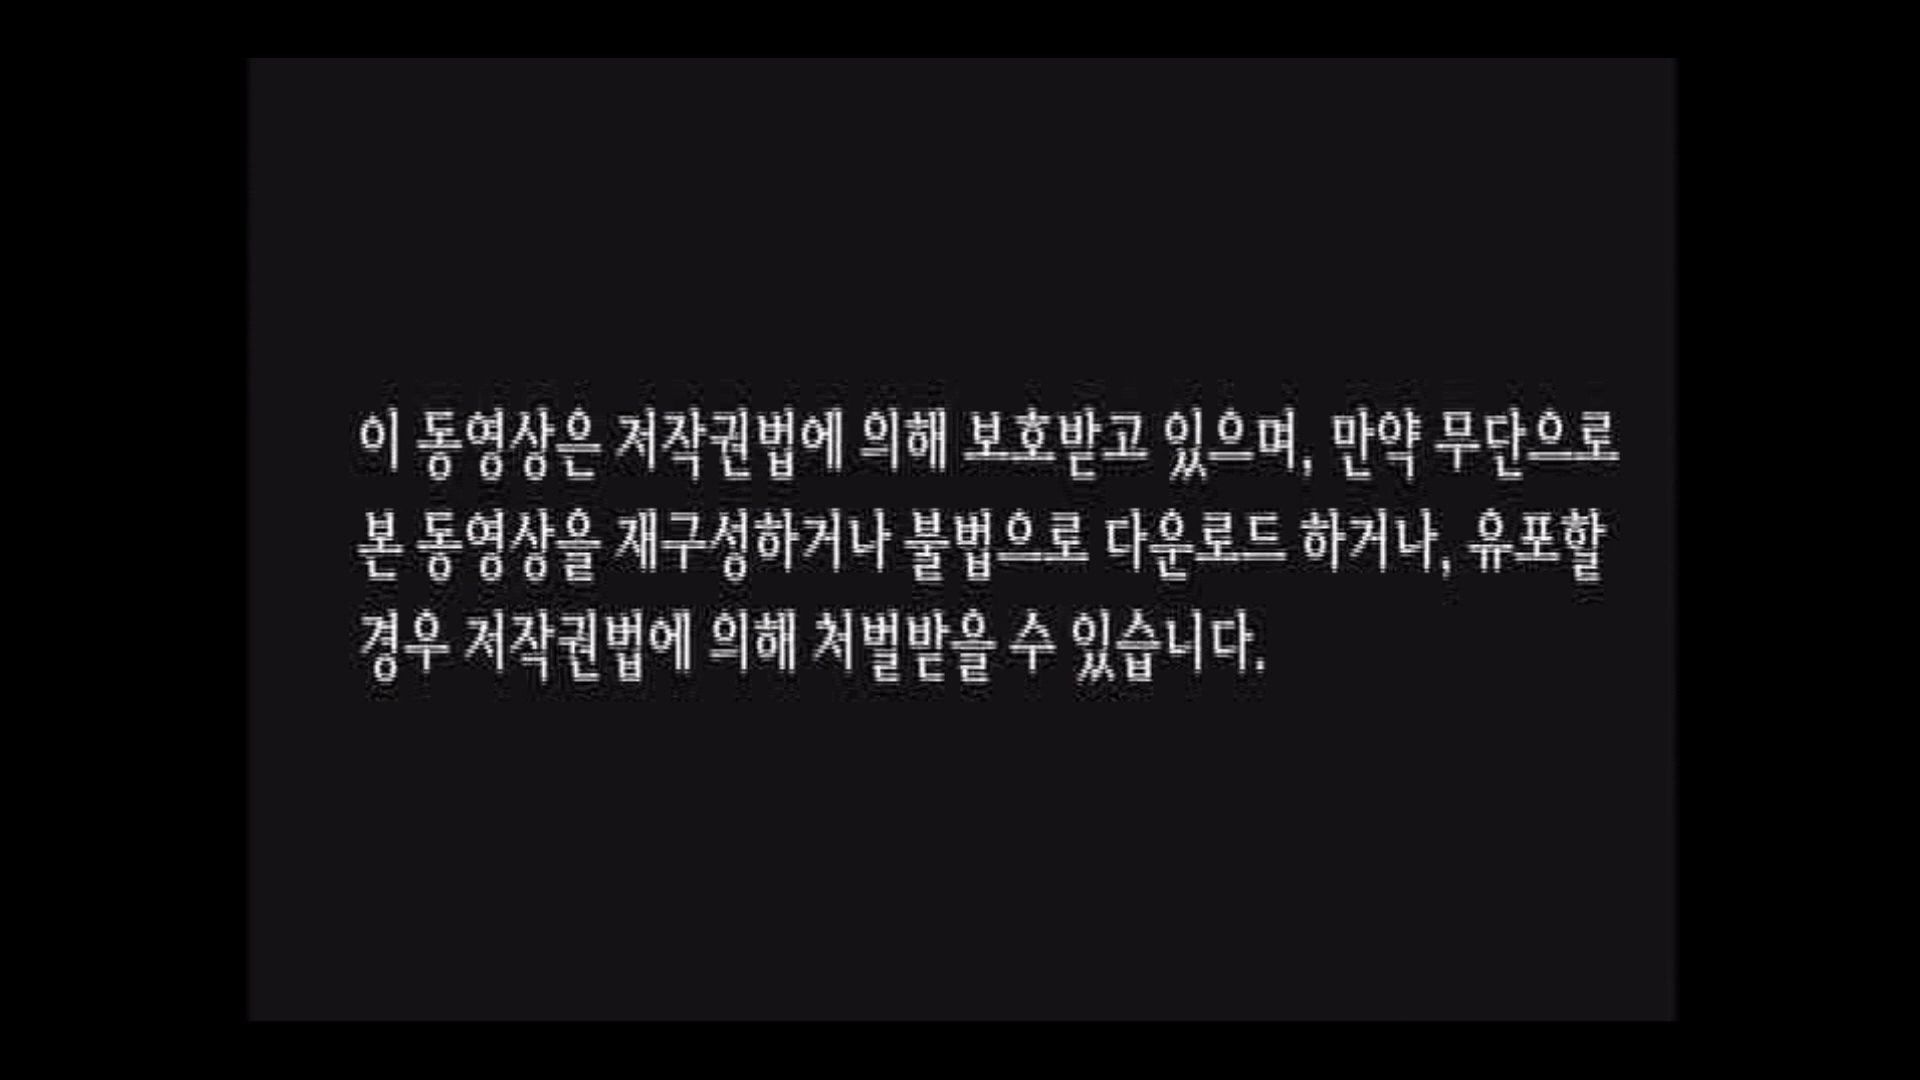 이 동영상은 저작권법에 의해 보호받고 있으며, 만약 무단으로
본 동영상을 재구성하거나 불법으로 다운로드 하거나, 유포할
경우 저작권법에 의해 처벌받을 수 있습니다.